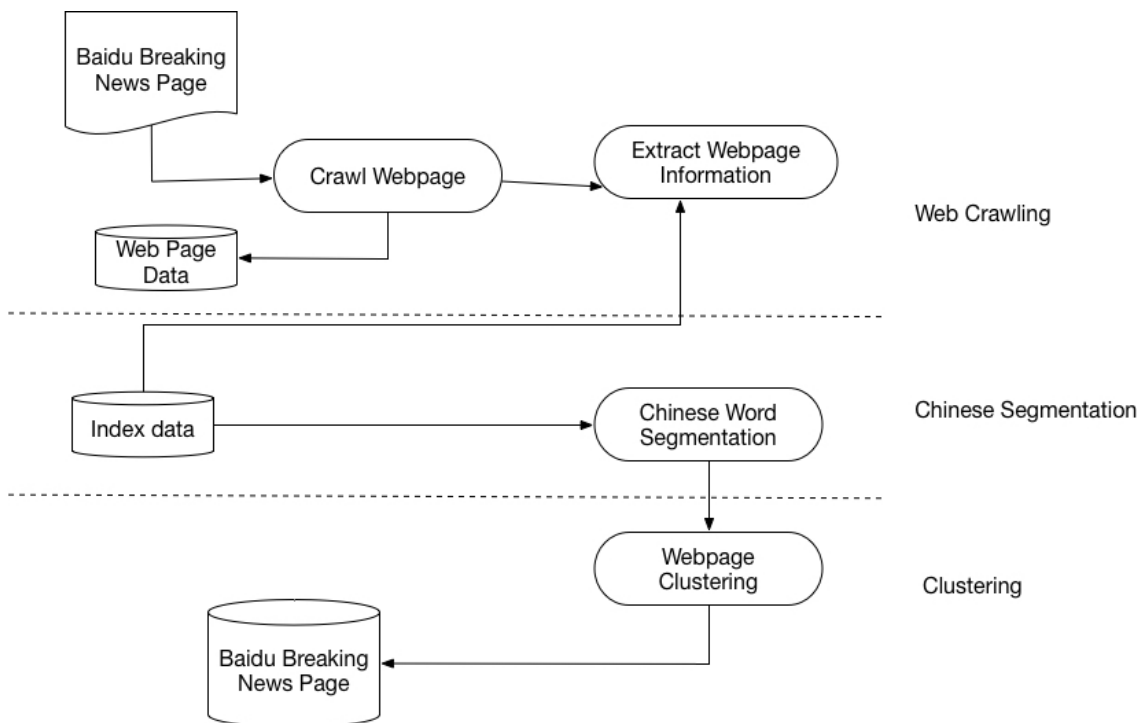 Baidu Breaking
News Page
Crawl Webpage
Extract Webpage
Information
Web Crawling
Web Page
Data
Index data
Chinese Word
Segmentation
Chinese Segmentation
Webpage
Clustering
Clustering
Baidu Breaking
News Page